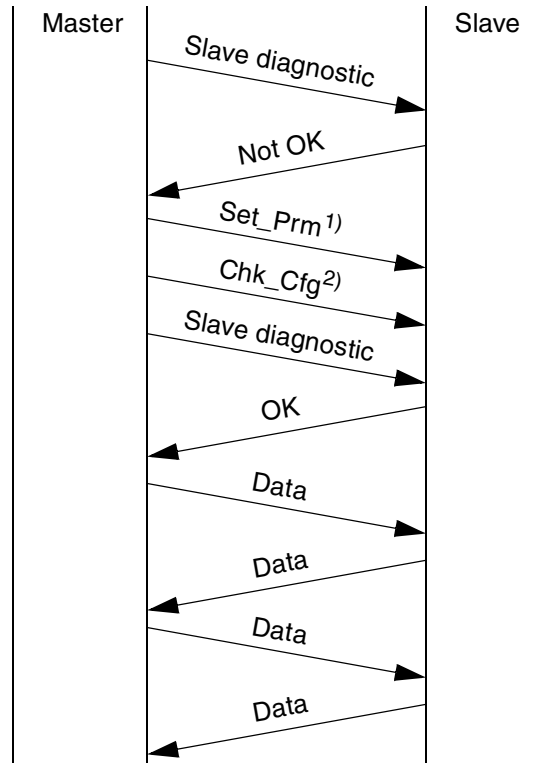 Master
Slave
Slave diagnostic
Not OK
Set_Prm1)
Chk_Cfg2)
Slave diagnostic
OK
Data
Data
Data
Data